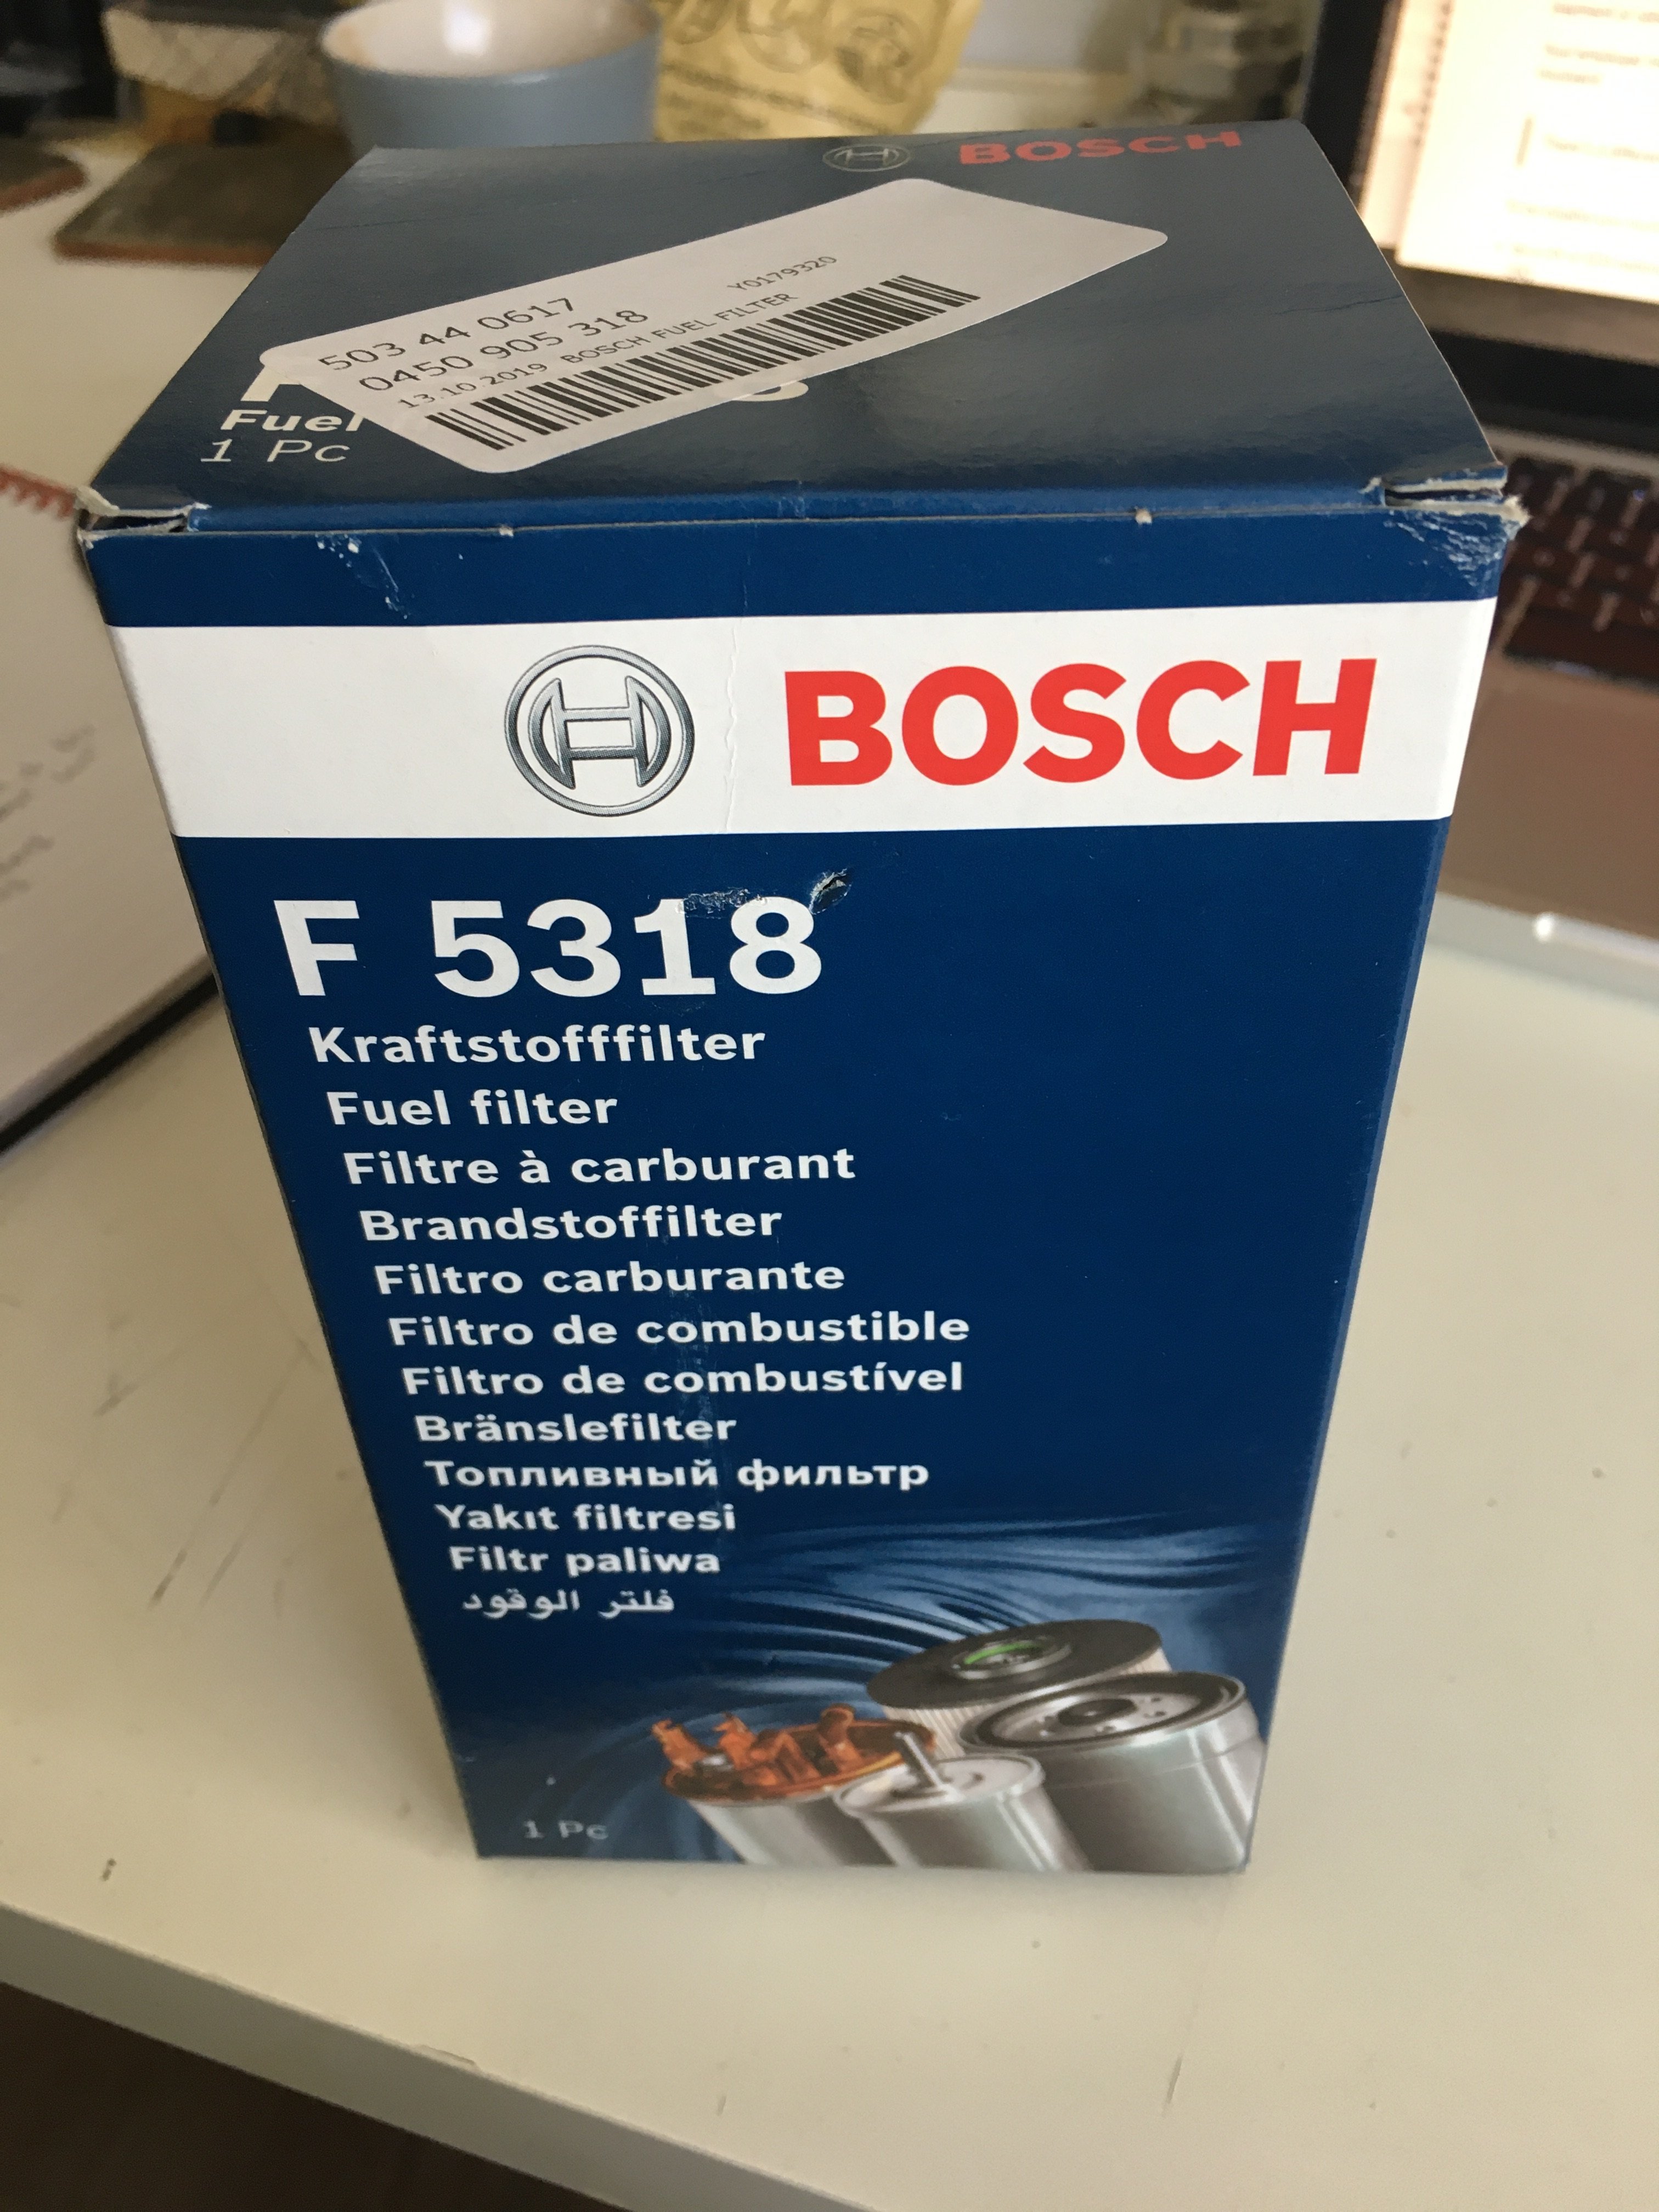 BOSCH
503 44 0617
0450 905 318
Y0179320
13.10.2019 BOSCH FUEL FILTER
Fuel
1 Pc
BOSCH
F 5318
Kraftstofffilter
Fuel filter
Filtre à carburant
Brandstoffilter
Filtro carburante
Filtro de combustible
Filtro de combustível
Bränslefilter
Топливный фильтр
Yakıt filtresi
Filtr paliwa
فلتر الوقود
1 Pc